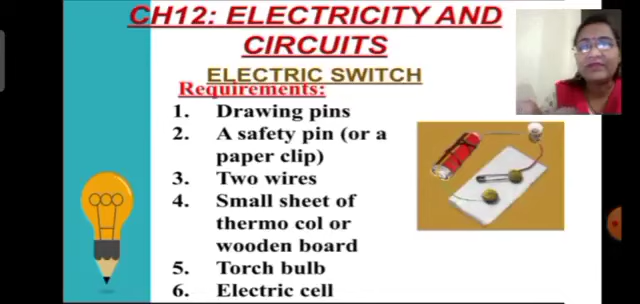 CH12: ELECTRICITY AND
CIRCUITS
ELECTRIC SWITCH
Requirements:
1. Drawing pins
2. A safety pin (or a
paper clip)
3. Two wires
4. Small sheet of
thermo col or
wooden board
5. Torch bulb
6. Electric cell